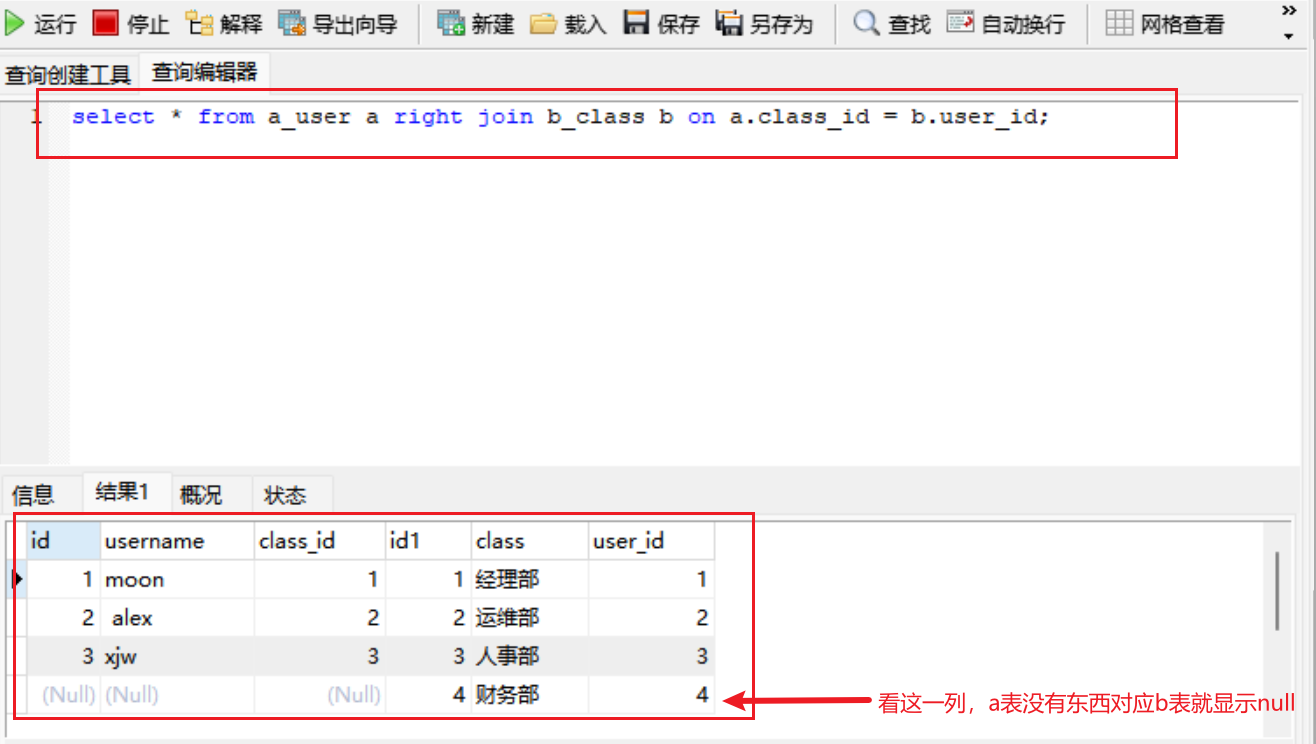 运行 停止 解释 导出向导 新建 载入 保存 另存为 查找 自动换行 网格查看 »
查询创建工具 查询编辑器
1 select * from a_user a right join b_class b on a.class_id = b.user_id;
信息 结果1 概况 状态
id username class_id id1 class user_id
1 moon 1 1 经理部 1
2 alex 2 2 运维部 2
3 xjw 3 3 人事部 3
(Null) (Null) (Null) 4 财务部 4
看这一列，a表没有东西对应b表就显示null